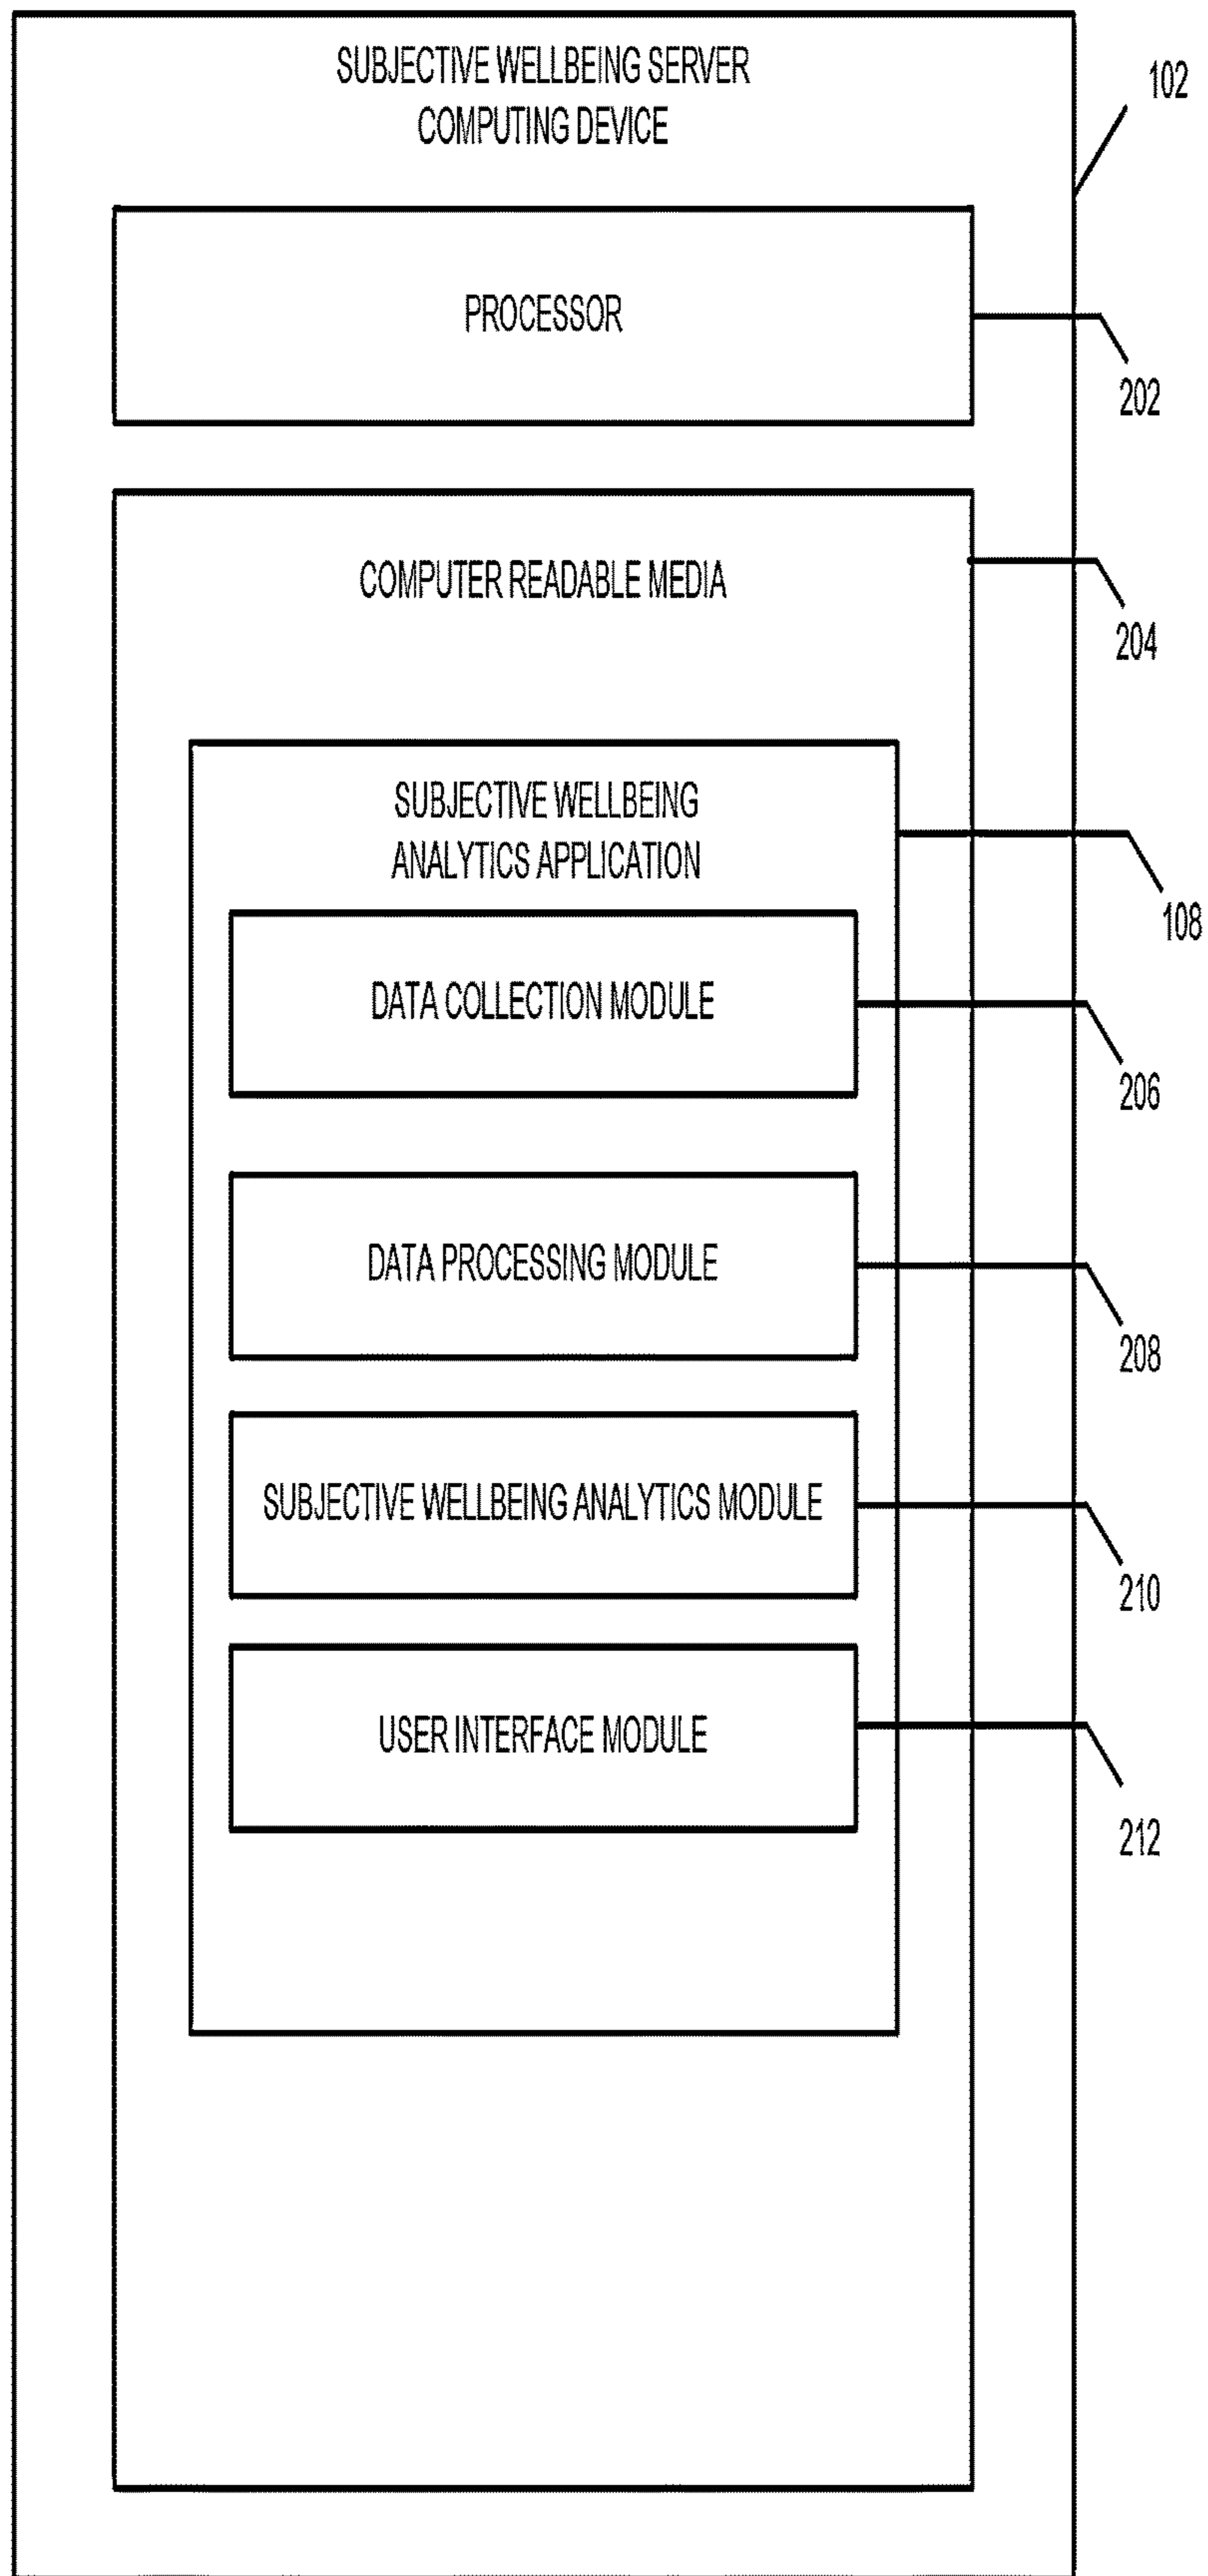 SUBJECTIVE WELLBEING SERVER
COMPUTING DEVICE
102
PROCESSOR
202
COMPUTER READABLE MEDIA
204
SUBJECTIVE WELLBEING
ANALYTICS APPLICATION
108
DATA COLLECTION MODULE
206
DATA PROCESSING MODULE
208
SUBJECTIVE WELLBEING ANALYTICS MODULE
210
USER INTERFACE MODULE
212